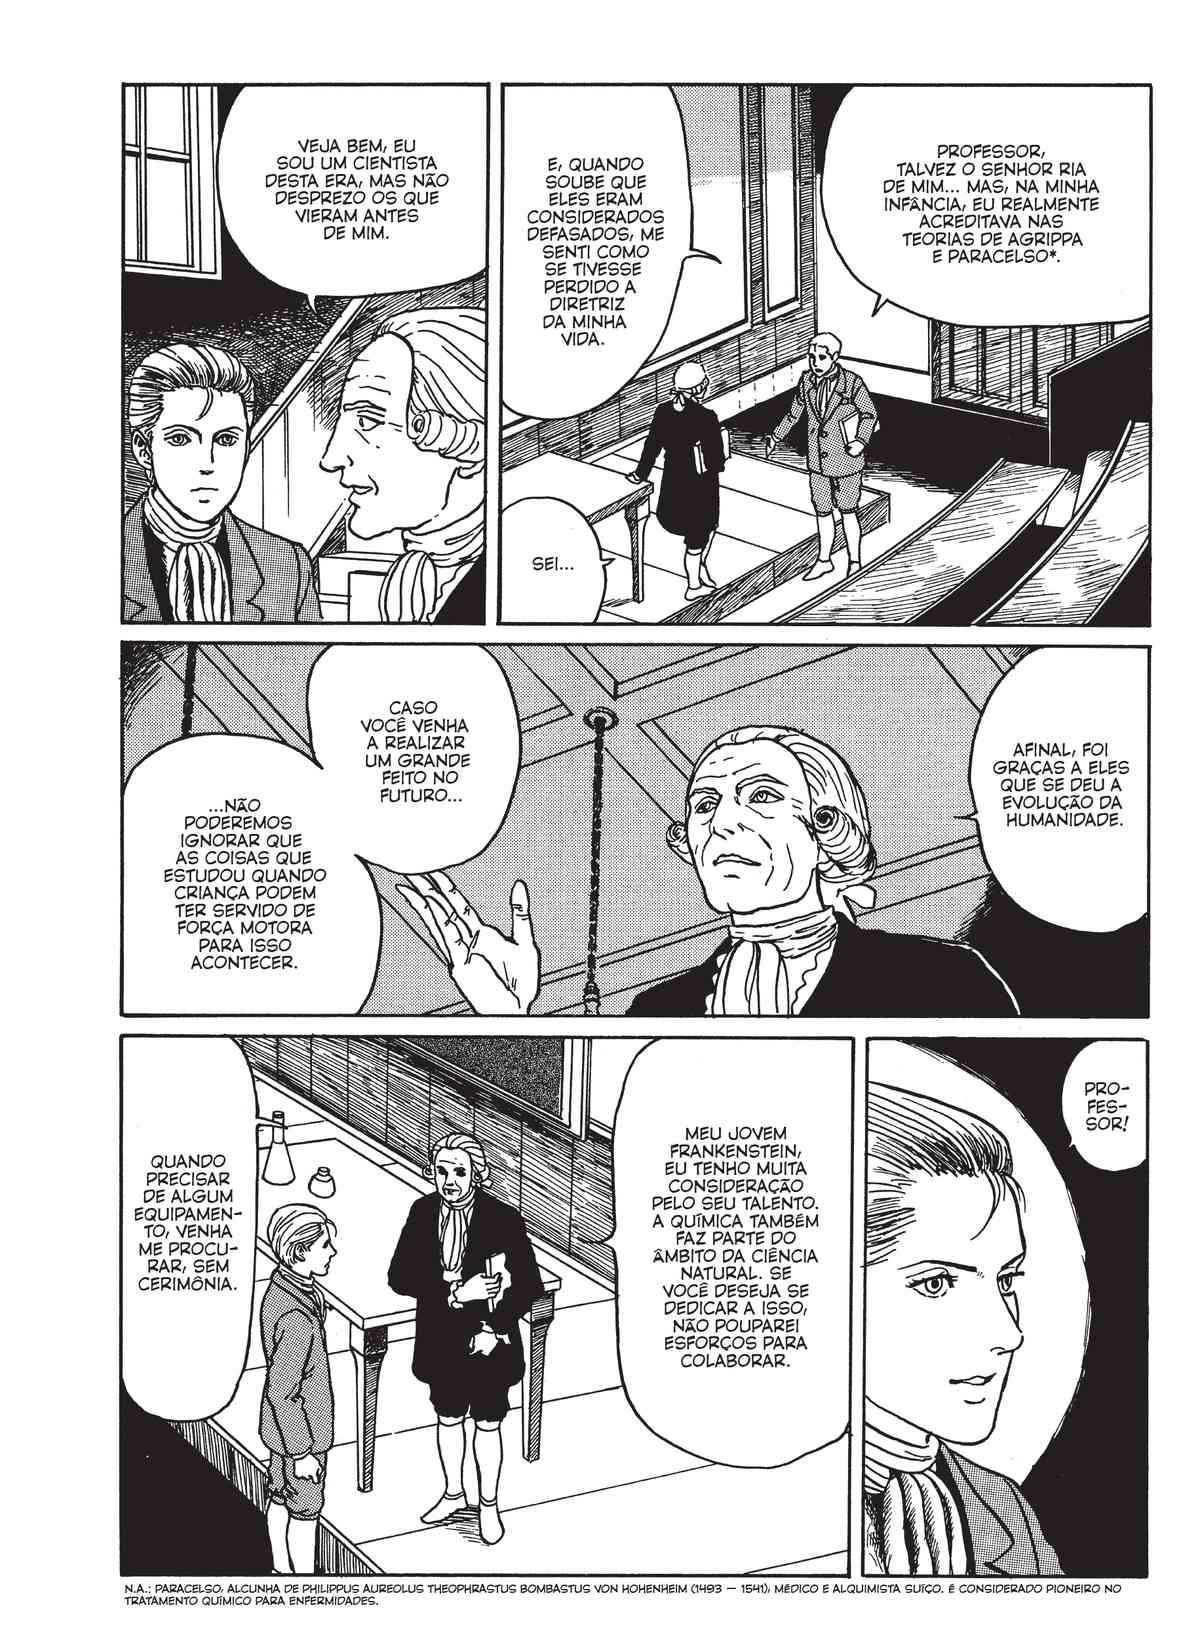 PROFESSOR,
TALVEZ O SENHOR RIA
DE MIM... MAS, NA MINHA
INFÂNCIA, EU REALMENTE
ACREDITAVA NAS
TEORIAS DE AGRIPPA
E PARACELSO*.
E, QUANDO
SOUBE QUE
ELES ERAM
CONSIDERADOS
DEFASADOS, ME
SENTI COMO
SE TIVESSE
PERDIDO A
DIRETRIZ
DA MINHA
VIDA.
SEI...
VEJA BEM, EU
SOU UM CIENTISTA
DESTA ERA, MAS NÃO
DESPREZO OS QUE
VIERAM ANTES
DE MIM.
AFINAL, FOI
GRAÇAS A ELES
QUE SE DEU A
EVOLUÇÃO DA
HUMANIDADE.
CASO
VOCÊ VENHA
A REALIZAR
UM GRANDE
FEITO NO
FUTURO...
...NÃO
PODEREMOS
IGNORAR QUE
AS COISAS QUE
ESTUDOU QUANDO
CRIANÇA PODEM
TER SERVIDO DE
FORÇA MOTORA
PARA ISSO
ACONTECER.
PRO-
FES-
SOR!
MEU JOVEM
FRANKENSTEIN,
EU TENHO MUITA
CONSIDERAÇÃO
PELO SEU TALENTO.
A QUÍMICA TAMBÉM
FAZ PARTE DO
ÂMBITO DA CIÊNCIA
NATURAL. SE
VOCÊ DESEJA SE
DEDICAR A ISSO,
NÃO POUPAREI
ESFORÇOS PARA
COLABORAR.
QUANDO
PRECISAR
DE ALGUM
EQUIPAMEN-
TO, VENHA
ME PROCU-
RAR, SEM
CERIMÔNIA.
N.A.: PARACELSO, ALCUNHA DE PHILIPPUS AUREOLUS THEOPHRASTUS BOMBASTUS VON HOHENHEIM (1493 – 1541), MÉDICO E ALQUIMISTA SUÍÇO. É CONSIDERADO PIONEIRO NO
TRATAMENTO QUÍMICO PARA ENFERMIDADES.